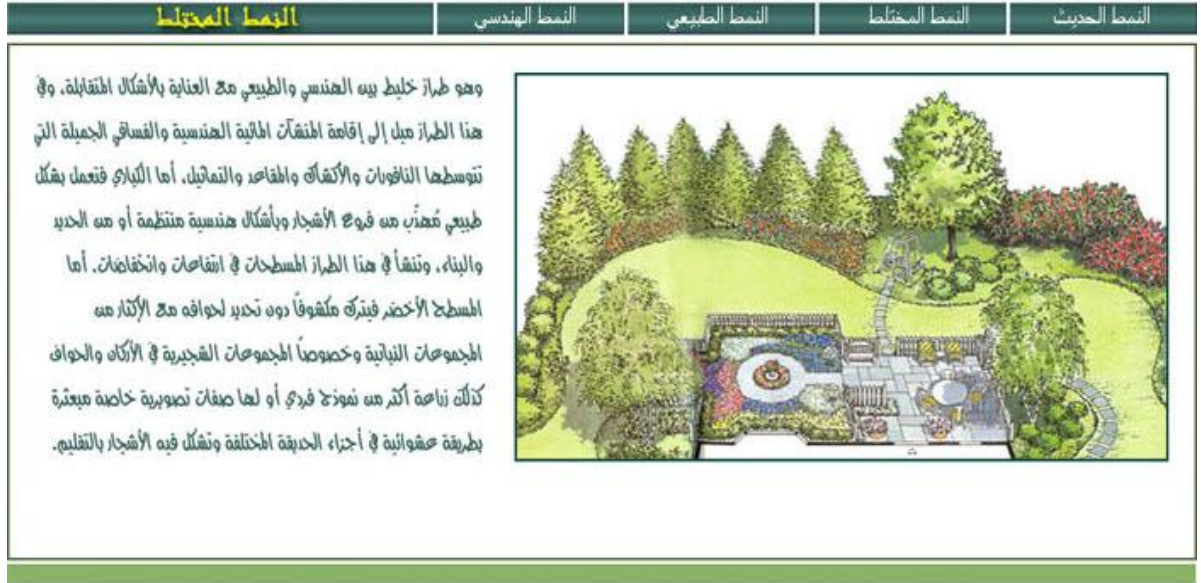 النمط الحديث
النمط المختلط
النمط الطبيعي
النمط الهندسي
النمط المختلط
وهو طراز خليط بين الهندسي والطبيعي مع العناية بالأشكال المتقابلة، وفي
هذا الطراز ميل إلى إقامة المنشآت المائية الهندسية والفساقي الجميلة التي
تتوسطها النافورات والأكشاك والمقاعد والتماثيل، أما الكباري فتعمل بشكل
طبيعي مُهذَّب من فروع الأشجار وبأشكال هندسية منتظمة أو من الحديد
والبناء، وتنشأ في هذا الطراز المسطحات في ارتفاعات وانخفاضات. أما
المسطح الأخضر فيترك مكشوفاً دون تحديد لحوافه مع الإكثار من
المجموعات النباتية وخصوصاً المجموعات الشجيرية في الأركان والحواف
كذلك زراعة أكثر من نموذج فردي أو لها صفات تصويرية خاصة مبعثرة
بطريقة عشوائية في أجزاء الحديقة المختلفة وتشكل فيه الأشجار بالتقليم.